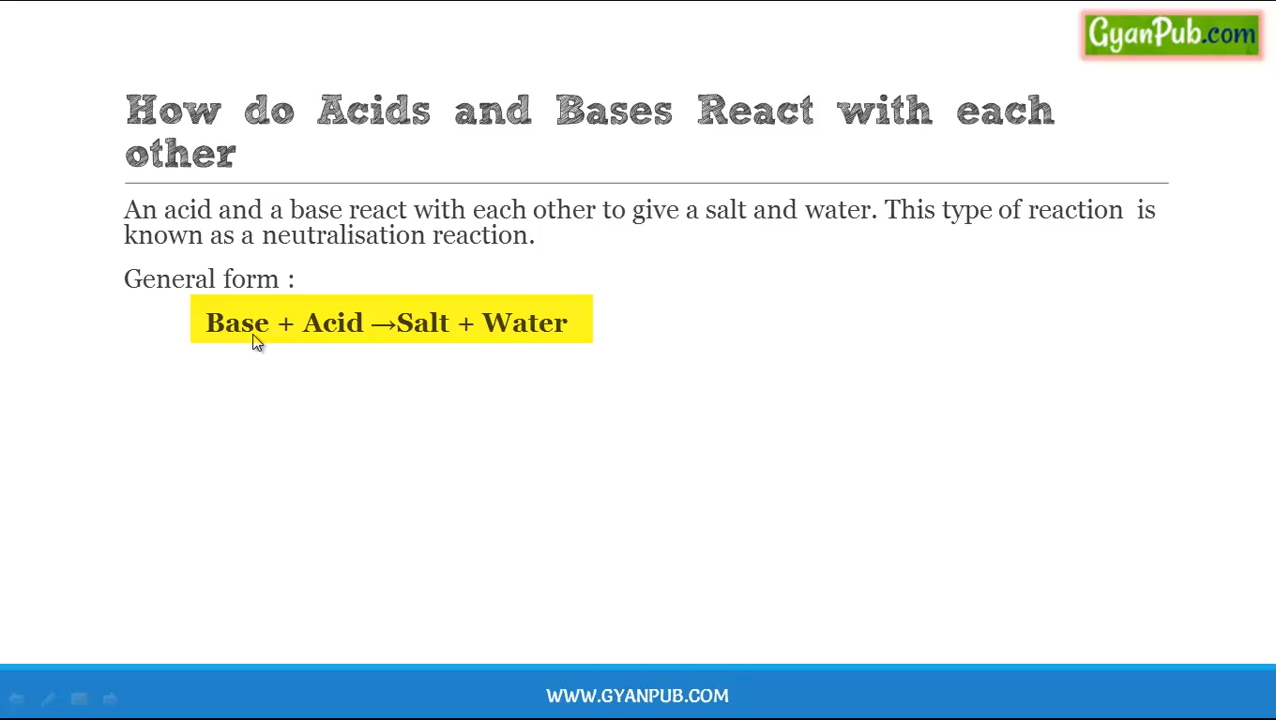 GyanPub.com
How do Acids and Bases React with each
other
An acid and a base react with each other to give a salt and water. This type of reaction is
known as a neutralisation reaction.
General form :
Base + Acid →Salt + Water
WWW.GYANPUB.COM